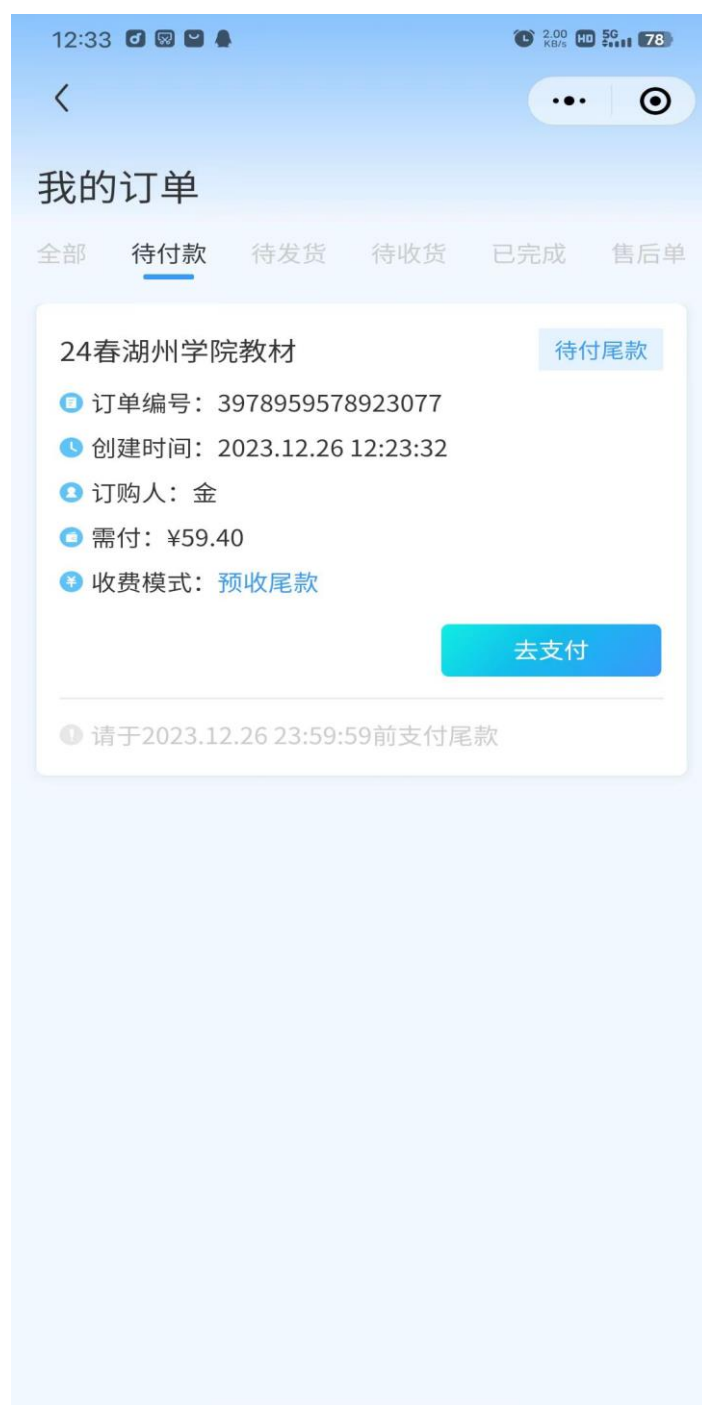 12:33 2.00 KB/s HD 5G 78
我的订单
全部 待付款 待发货 待收货 已完成 售后单
24春湖州学院教材 待付尾款
订单编号：3978959578923077
创建时间：2023.12.26 12:23:32
订购人：金
需付：¥59.40
收费模式：预收尾款
去支付
请于2023.12.26 23:59:59前支付尾款